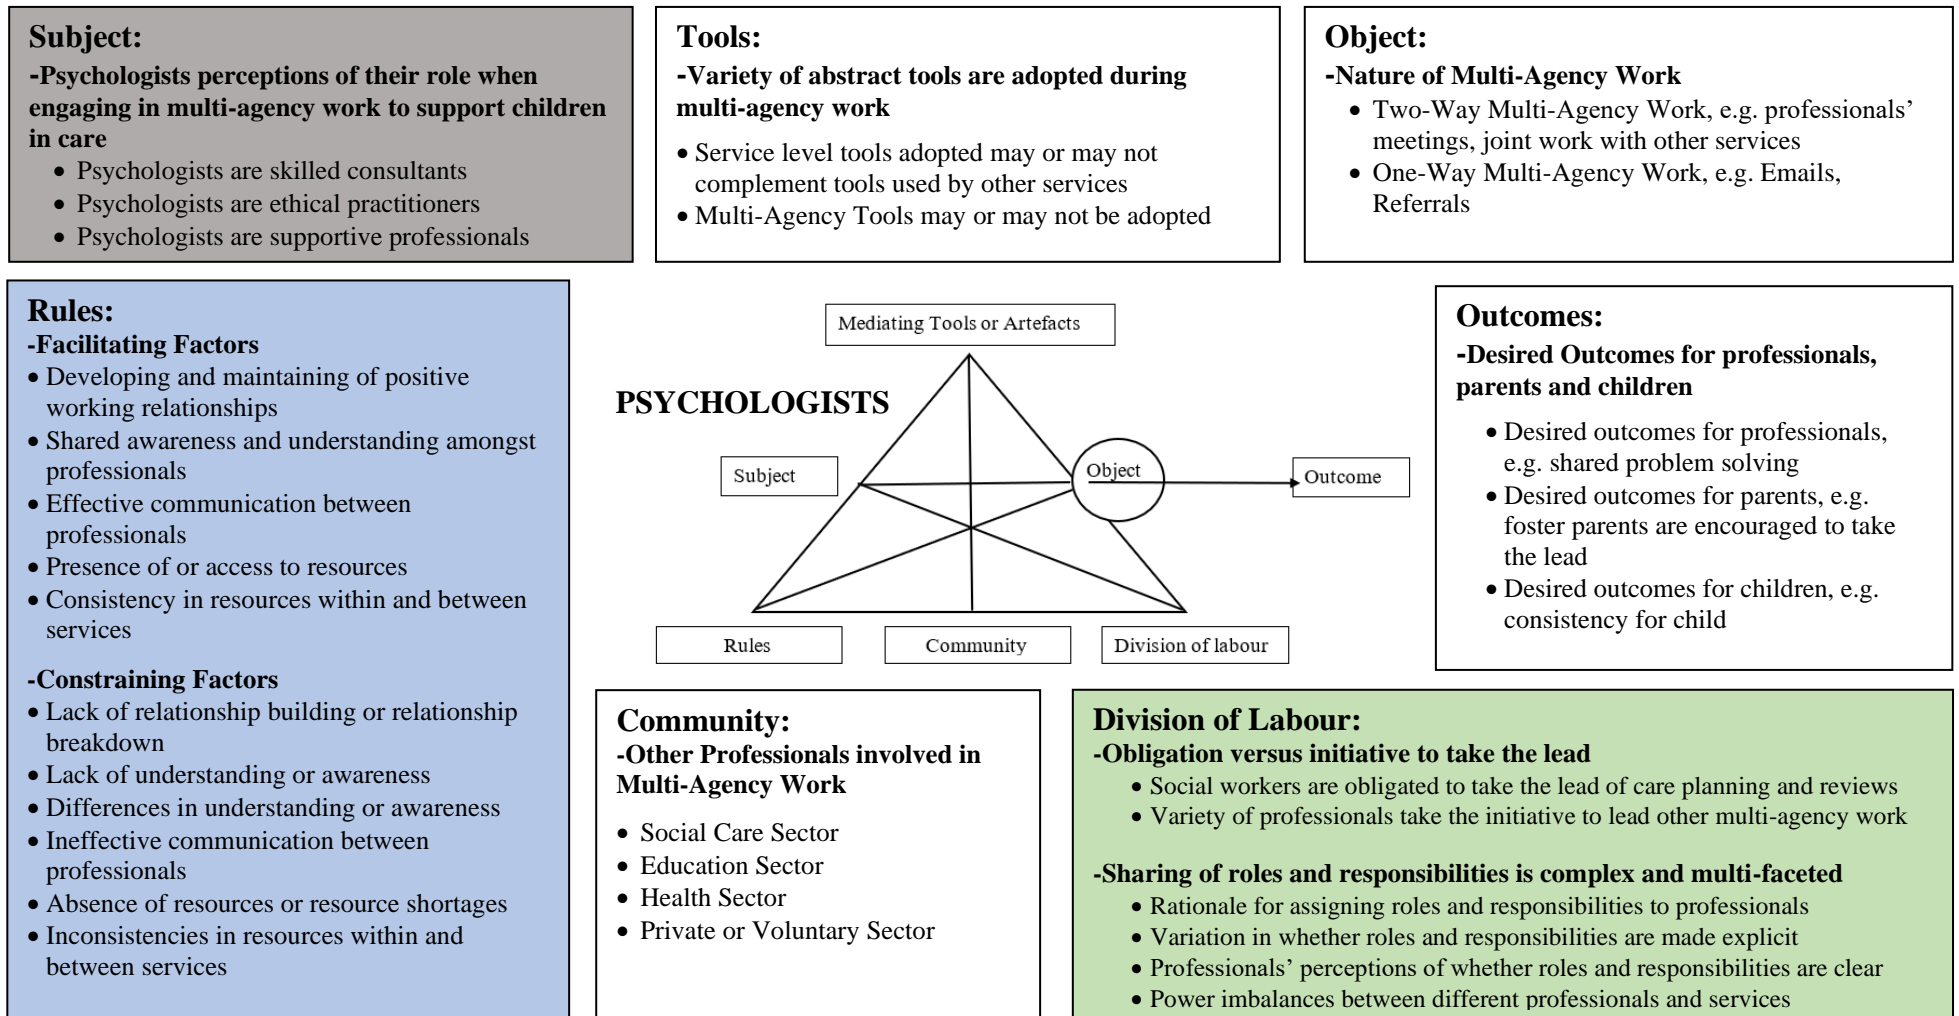 Subject:
-Psychologists perceptions of their role when
engaging in multi-agency work to support children
in care
• Psychologists are skilled consultants
• Psychologists are ethical practitioners
• Psychologists are supportive professionals
Tools:
-Variety of abstract tools are adopted during
multi-agency work
• Service level tools adopted may or may not
complement tools used by other services
• Multi-Agency Tools may or may not be adopted
Object:
-Nature of Multi-Agency Work
• Two-Way Multi-Agency Work, e.g. professionals’
meetings, joint work with other services
• One-Way Multi-Agency Work, e.g. Emails,
Referrals
Rules:
-Facilitating Factors
• Developing and maintaining of positive
working relationships
• Shared awareness and understanding amongst
professionals
• Effective communication between
professionals
• Presence of or access to resources
• Consistency in resources within and between
services
-Constraining Factors
• Lack of relationship building or relationship
breakdown
• Lack of understanding or awareness
• Differences in understanding or awareness
• Ineffective communication between
professionals
• Absence of resources or resource shortages
• Inconsistencies in resources within and
between services
Mediating Tools or Artefacts
PSYCHOLOGISTS
Subject
Object
Outcome
Rules
Community
Division of labour
Outcomes:
-Desired Outcomes for professionals,
parents and children
• Desired outcomes for professionals,
e.g. shared problem solving
• Desired outcomes for parents, e.g.
foster parents are encouraged to take
the lead
• Desired outcomes for children, e.g.
consistency for child
Community:
-Other Professionals involved in
Multi-Agency Work
• Social Care Sector
• Education Sector
• Health Sector
• Private or Voluntary Sector
Division of Labour:
-Obligation versus initiative to take the lead
• Social workers are obligated to take the lead of care planning and reviews
• Variety of professionals take the initiative to lead other multi-agency work
-Sharing of roles and responsibilities is complex and multi-faceted
• Rationale for assigning roles and responsibilities to professionals
• Variation in whether roles and responsibilities are made explicit
• Professionals’ perceptions of whether roles and responsibilities are clear
• Power imbalances between different professionals and services